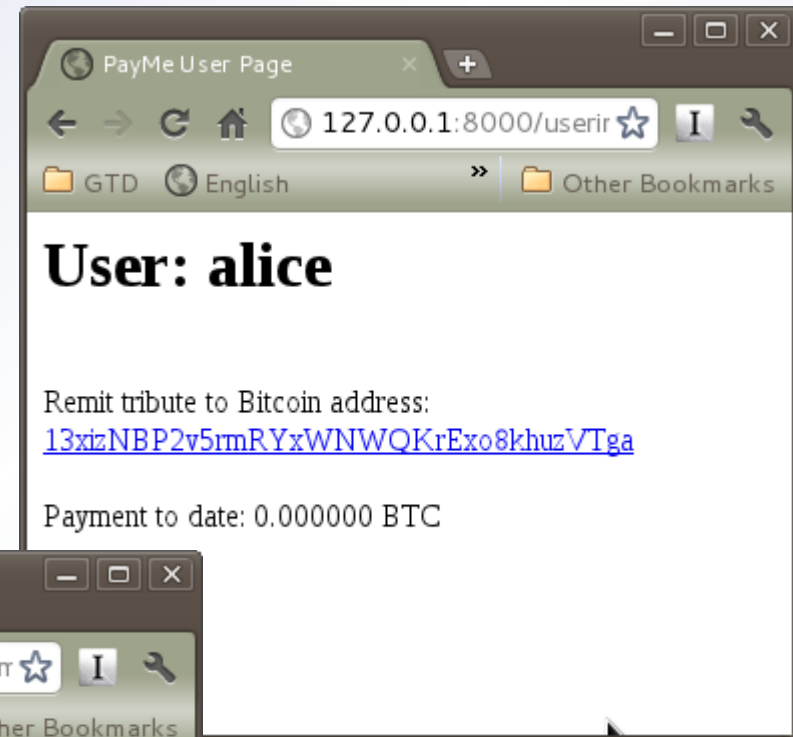 PayMe User Page
127.0.0.1:8000/userir
I
GTD English » Other Bookmarks
User: alice
Remit tribute to Bitcoin address:
13xizNBP2v5rmRYxWNWQKrExo8khuzVTga
Payment to date: 0.000000 BTC
I
her Bookmarks